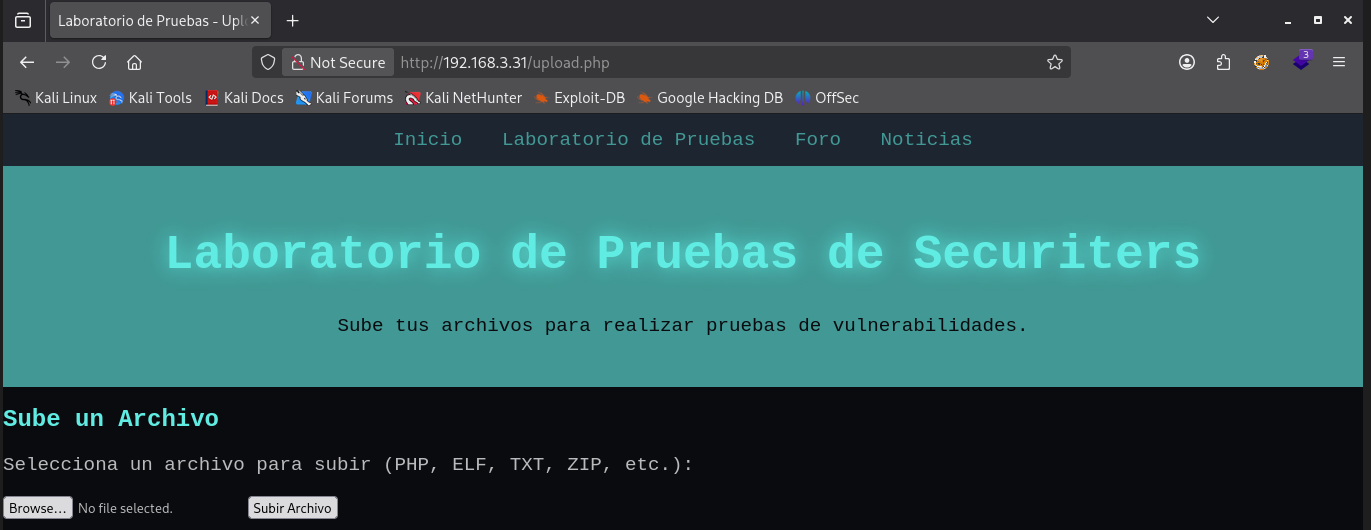 Laboratorio de Pruebas - Upl
Not Secure http://192.168.3.31/upload.php 3
Kali Linux Kali Tools Kali Docs Kali Forums Kali NetHunter Exploit-DB Google Hacking DB OffSec
Inicio Laboratorio de Pruebas Foro Noticias
Laboratorio de Pruebas de Securiters
Sube tus archivos para realizar pruebas de vulnerabilidades.
Sube un Archivo
Selecciona un archivo para subir (PHP, ELF, TXT, ZIP, etc.):
Browse... No file selected. Subir Archivo